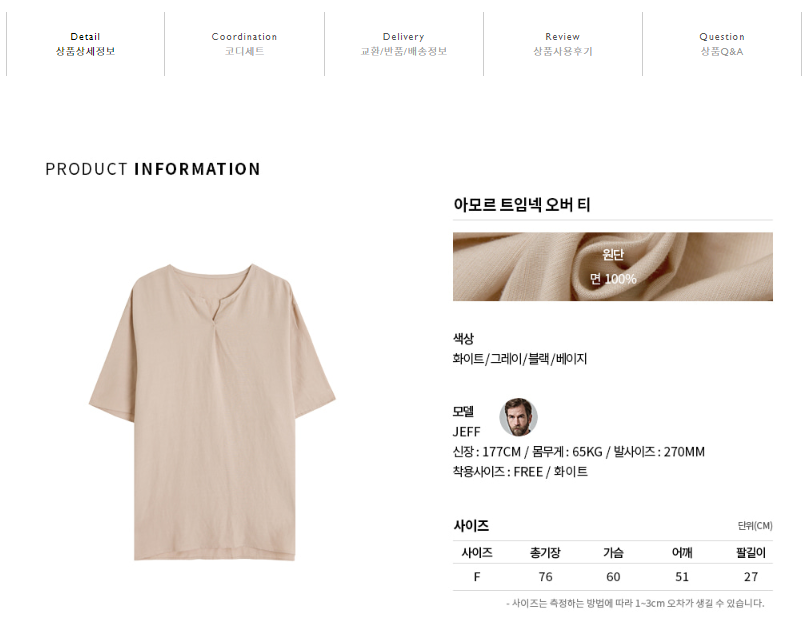 Detail
상품상세정보
Coordination
코디세트
Delivery
교환/반품/배송정보
Review
상품사용후기
Question
상품Q&A
PRODUCT INFORMATION
아모르 트임넥 오버 티
원단
면 100%
색상
화이트/그레이/블랙/베이지
모델
JEFF
신장 : 177CM / 몸무게 : 65KG / 발사이즈 : 270MM
착용사이즈 : FREE / 화이트
사이즈 단위(CM)
사이즈 총기장 가슴 어깨 팔길이
F 76 60 51 27
- 사이즈는 측정하는 방법에 따라 1~3cm 오차가 생길 수 있습니다.